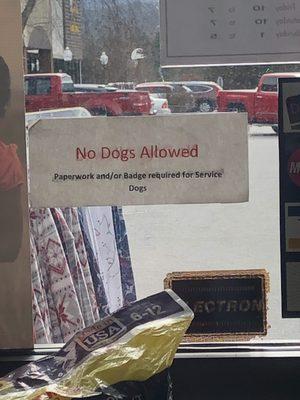 No Dogs Allowed
Paperwork and/or Badge required for Service
Dogs
USA
6-12
ECTRON